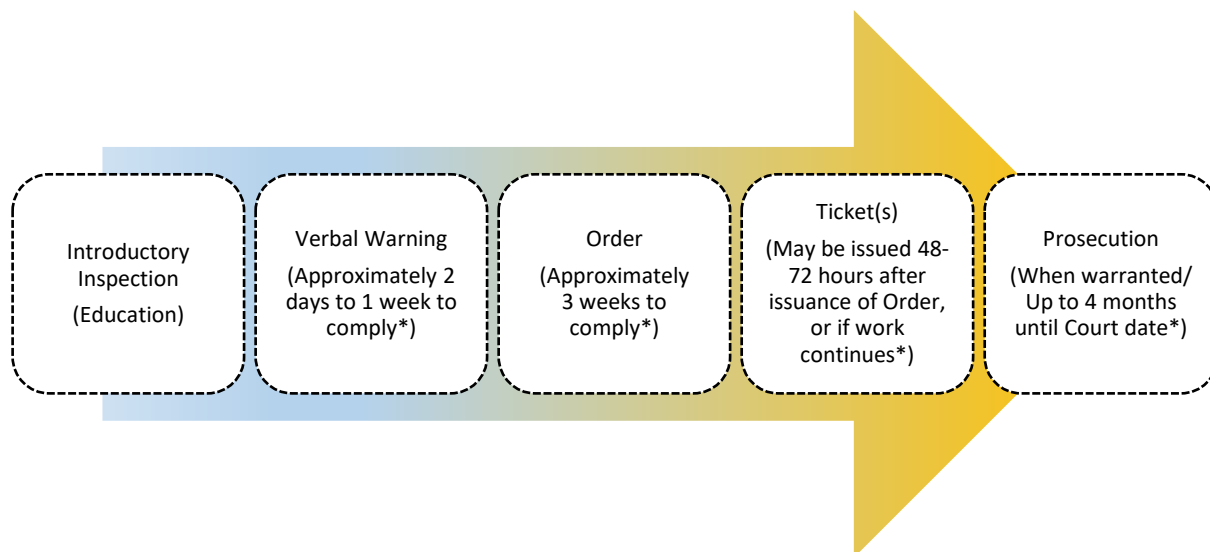 Introductory
Inspection
(Education)
Verbal Warning
(Approximately 2
days to 1 week to
comply*)
Order
(Approximately
3 weeks to
comply*)
Ticket(s)
(May be issued 48-
72 hours after
issuance of Order,
or if work
continues*)
Prosecution
(When warranted/
Up to 4 months
until Court date*)